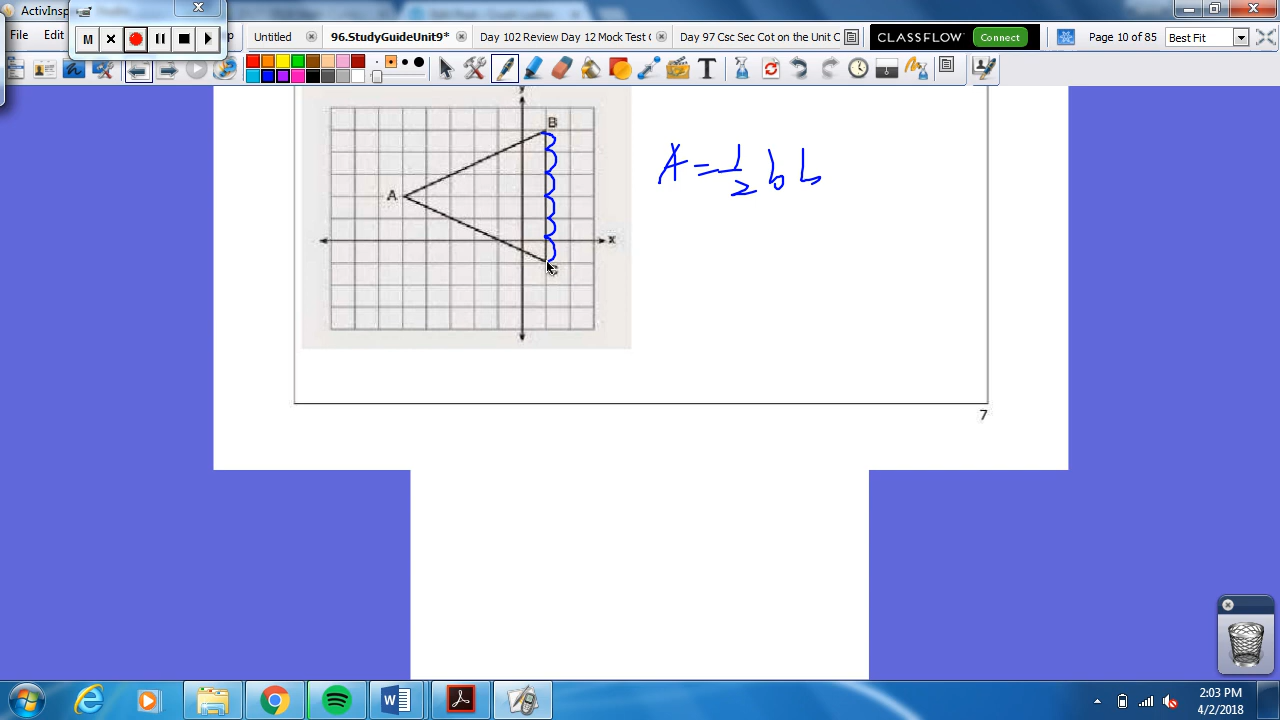 ActivInsp
File Edit
M
Untitled
96.StudyGuideUnit9*
Day 102 Review Day 12 Mock Test (
Day 97 Csc Sec Cot on the Unit C
CLASSFLOW Connect
Page 10 of 85
Best Fit
T
y
B
A
x
A = 1/2 b h
7
2:03 PM
4/2/2018